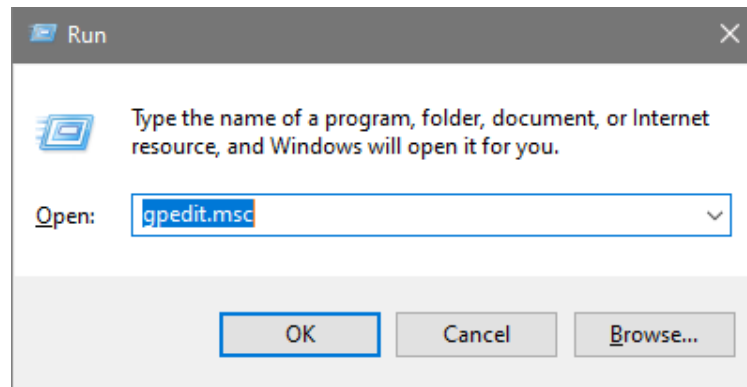 Run
Type the name of a program, folder, document, or Internet
resource, and Windows will open it for you.
Open: gpedit.msc
OK Cancel Browse...